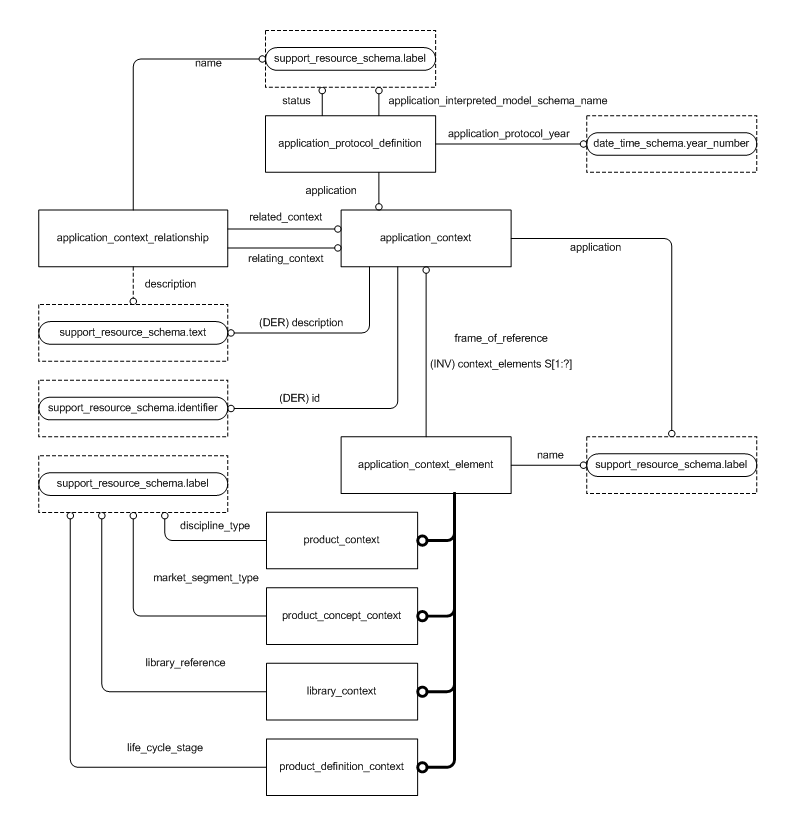 support_resource_schema.label
name
status
application_interpreted_model_schema_name
application_protocol_definition
application_protocol_year
date_time_schema.year_number
application
application_context_relationship
related_context
relating_context
application_context
application
description
support_resource_schema.text
(DER) description
frame_of_reference
(INV) context_elements S[1:?]
support_resource_schema.identifier
(DER) id
application_context_element
name
support_resource_schema.label
support_resource_schema.label
discipline_type
product_context
market_segment_type
product_concept_context
library_reference
library_context
life_cycle_stage
product_definition_context